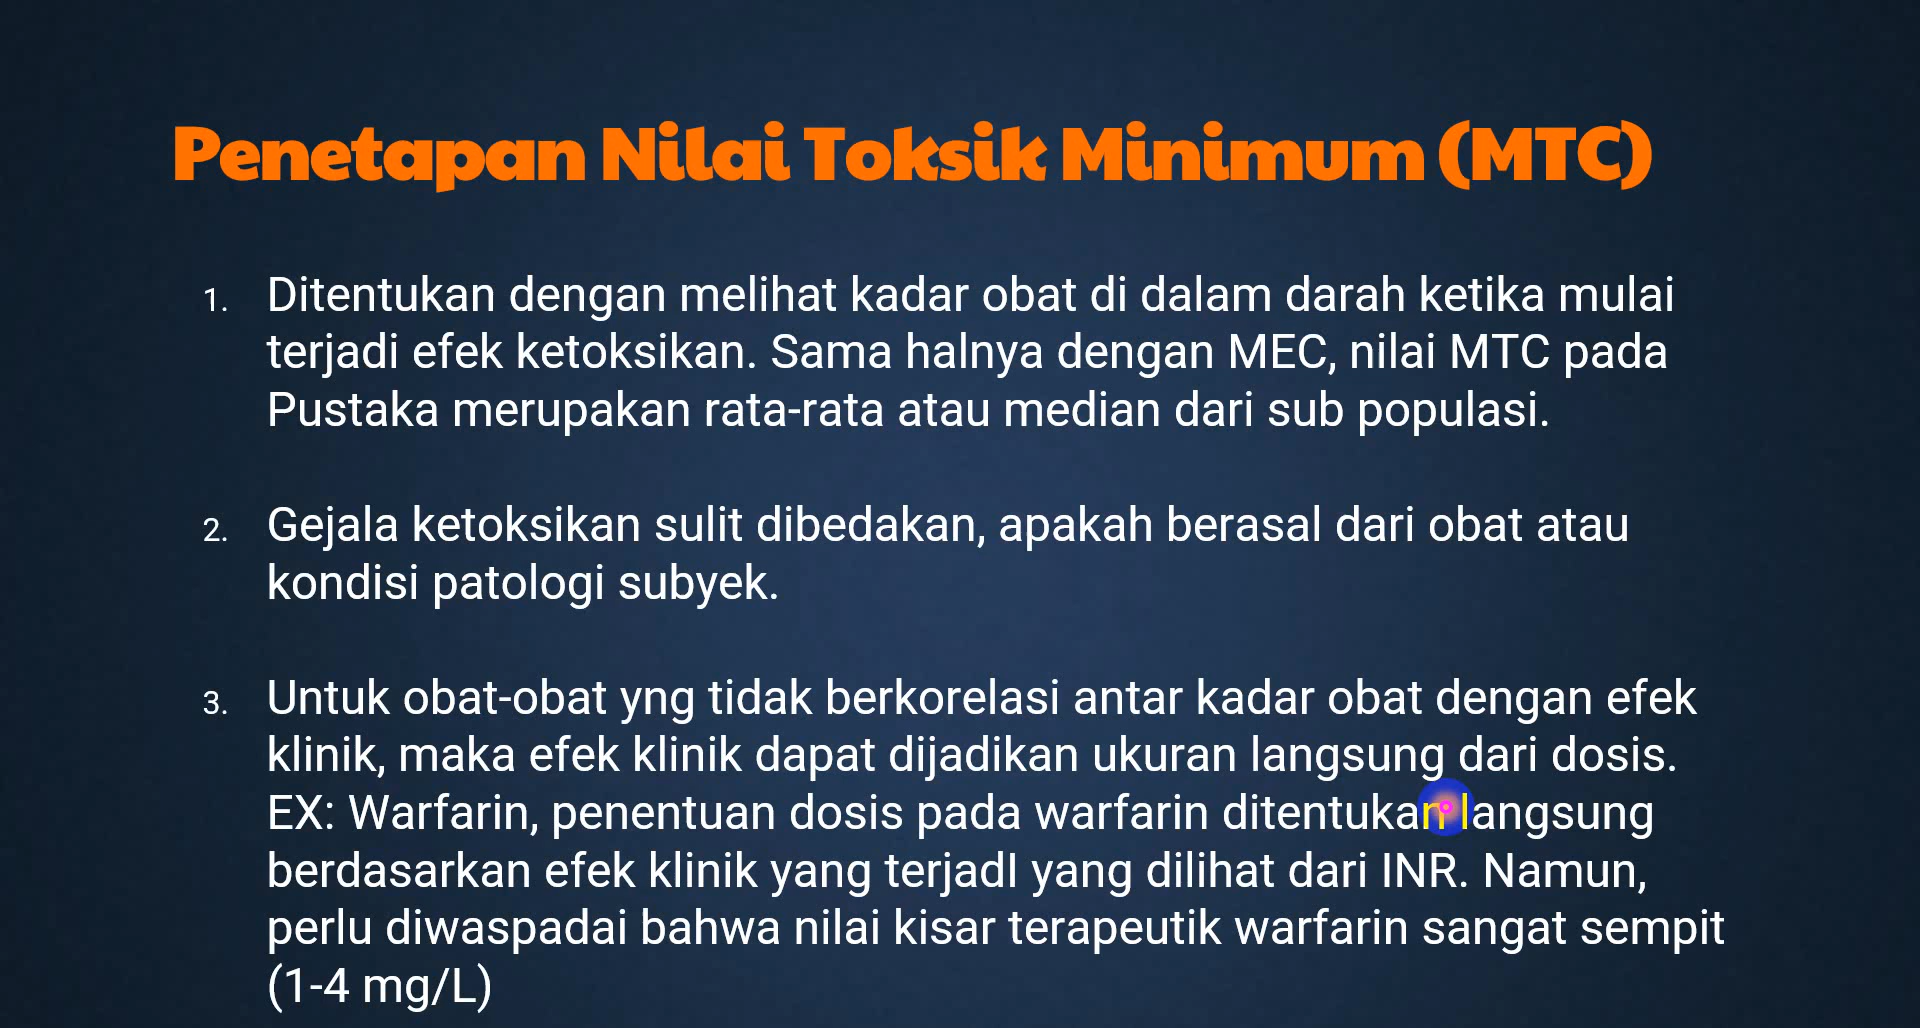 Penetapan Nilai Toksik Minimum (MTC)
1. Ditentukan dengan melihat kadar obat di dalam darah ketika mulai
terjadi efek ketoksikan. Sama halnya dengan MEC, nilai MTC pada
Pustaka merupakan rata-rata atau median dari sub populasi.
2. Gejala ketoksikan sulit dibedakan, apakah berasal dari obat atau
kondisi patologi subyek.
3. Untuk obat-obat yng tidak berkorelasi antar kadar obat dengan efek
klinik, maka efek klinik dapat dijadikan ukuran langsung dari dosis.
EX: Warfarin, penentuan dosis pada warfarin ditentukan langsung
berdasarkan efek klinik yang terjadI yang dilihat dari INR. Namun,
perlu diwaspadai bahwa nilai kisar terapeutik warfarin sangat sempit
(1-4 mg/L)